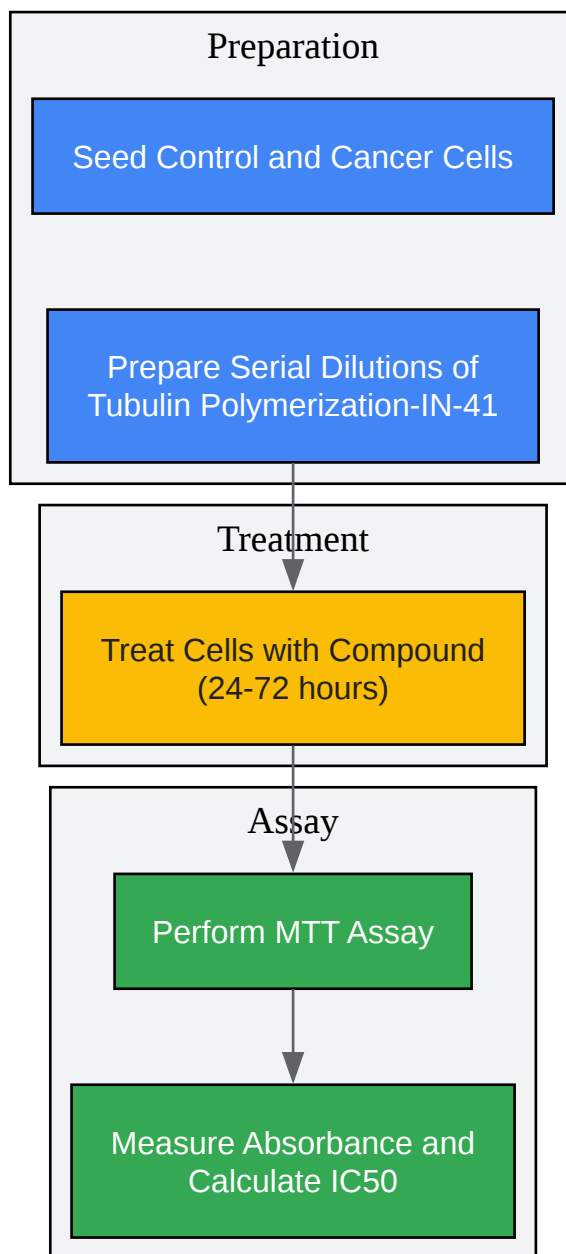 Preparation
Seed Control and Cancer Cells
Prepare Serial Dilutions of
Tubulin Polymerization-IN-41
Treatment
Treat Cells with Compound
(24-72 hours)
Assay
Perform MTT Assay
Measure Absorbance and
Calculate IC50